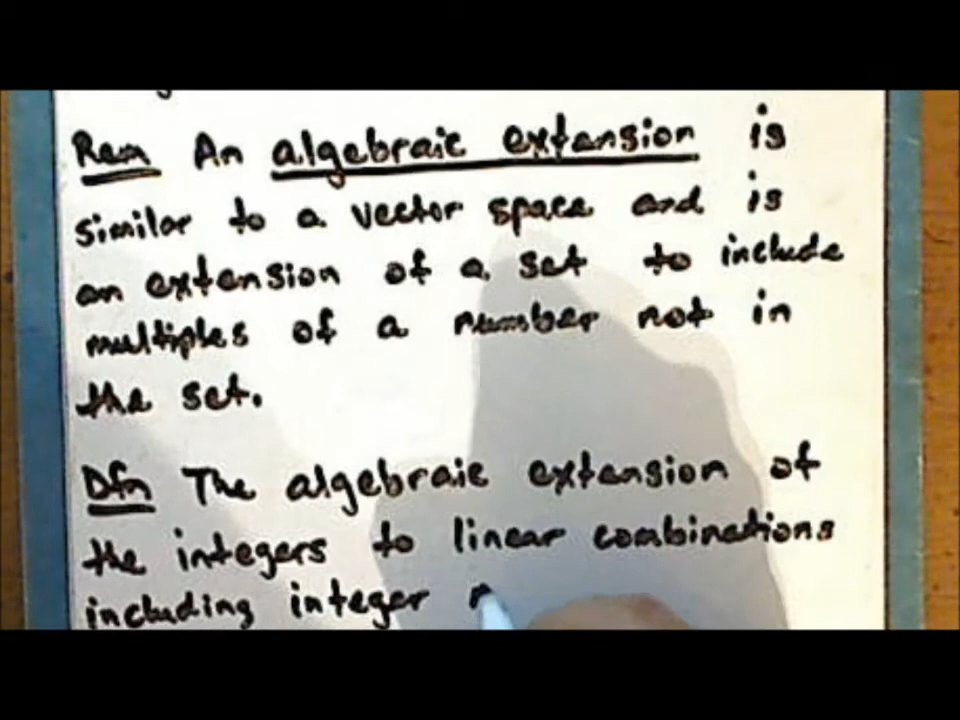 Rem An algebraic extension is
similar to a vector space and is
an extension of a set to include
multiples of a number not in
the set.
Dfn The algebraic extension of
the integers to linear combinations
including integer